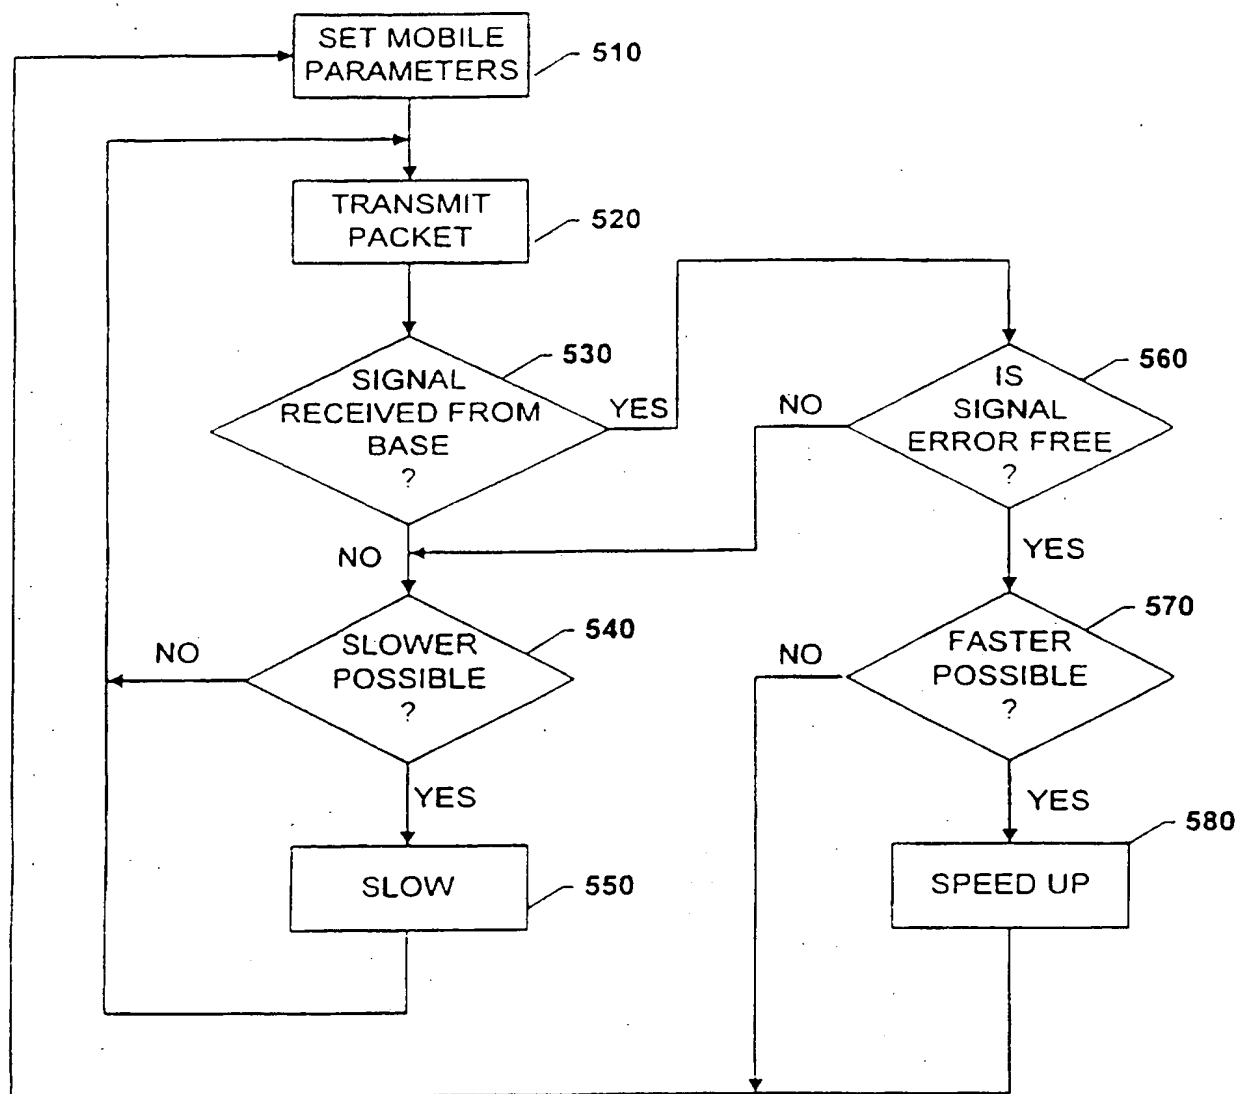 SET MOBILE
PARAMETERS
510
TRANSMIT
PACKET
520
SIGNAL
RECEIVED FROM
BASE
?
530
YES
NO
IS
SIGNAL
ERROR FREE
?
560
NO
YES
SLOWER
POSSIBLE
?
540
NO
YES
FASTER
POSSIBLE
?
570
NO
YES
SLOW
550
SPEED UP
580